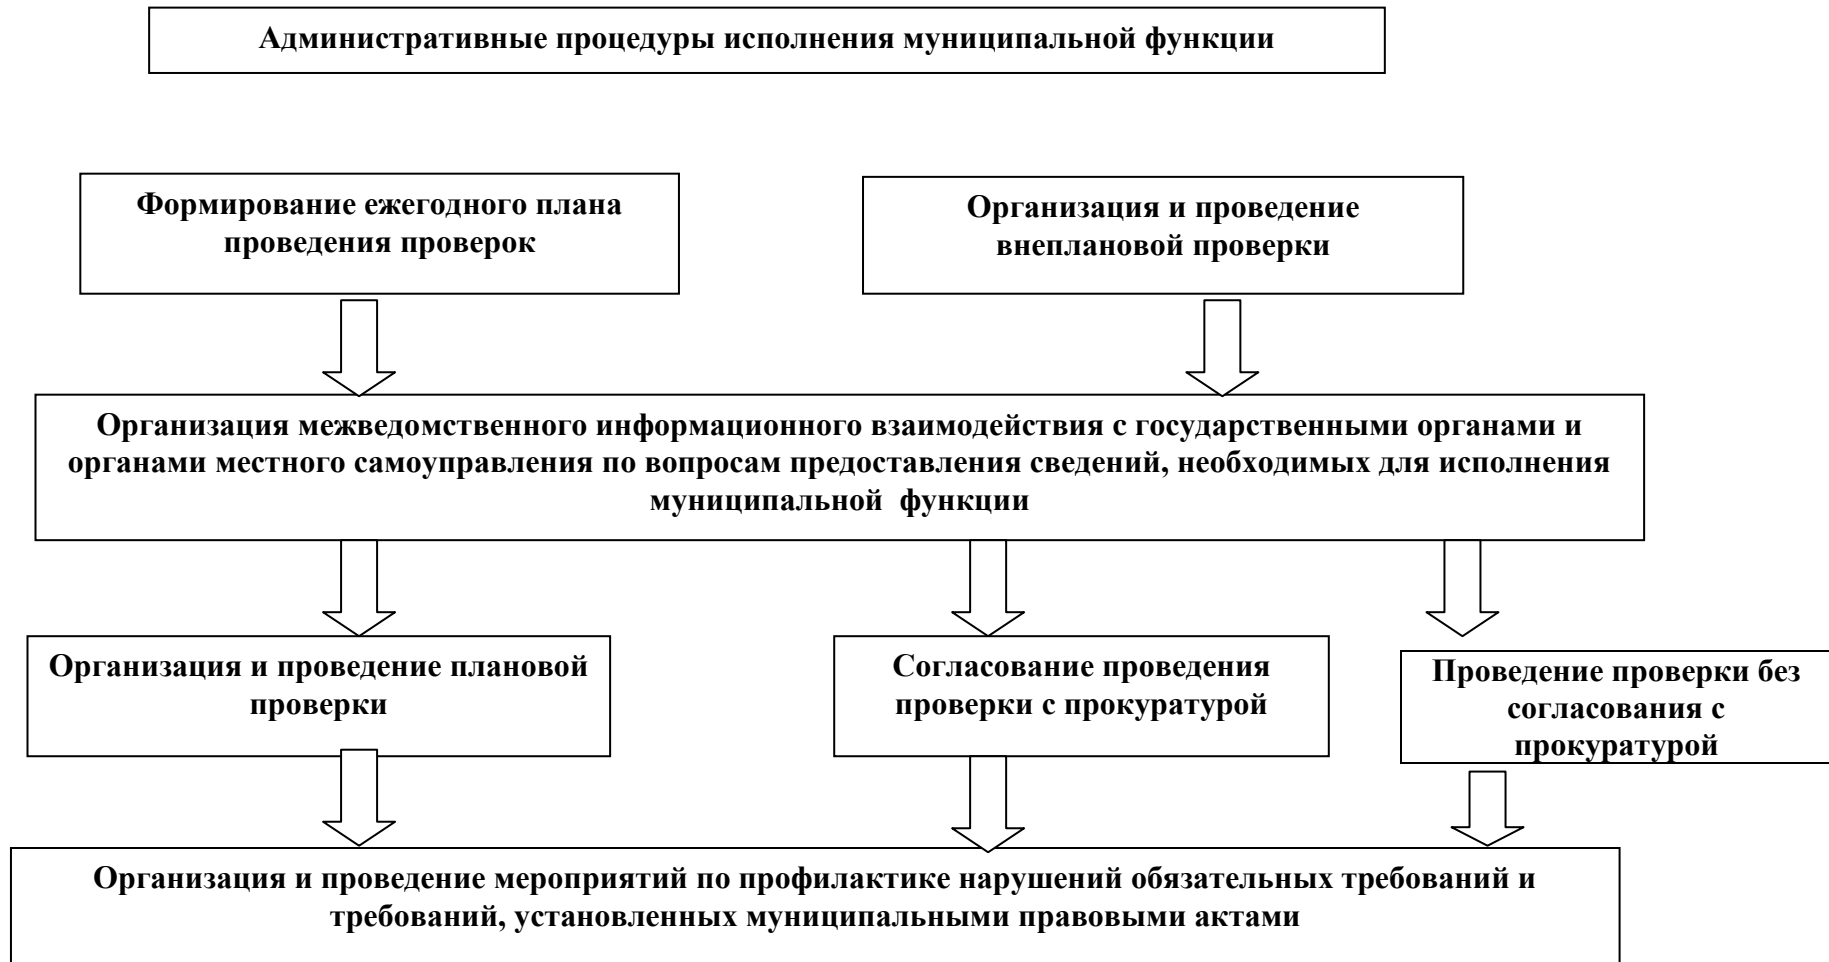 Административные процедуры исполнения муниципальной функции
Формирование ежегодного плана
проведения проверок
Организация и проведение
внеплановой проверки
Организация межведомственного информационного взаимодействия с государственными органами и
органами местного самоуправления по вопросам предоставления сведений, необходимых для исполнения
муниципальной функции
Организация и проведение плановой
проверки
Согласование проведения
проверки с прокуратурой
Проведение проверки без
согласования с
прокуратурой
Организация и проведение мероприятий по профилактике нарушений обязательных требований и
требований, установленных муниципальными правовыми актами